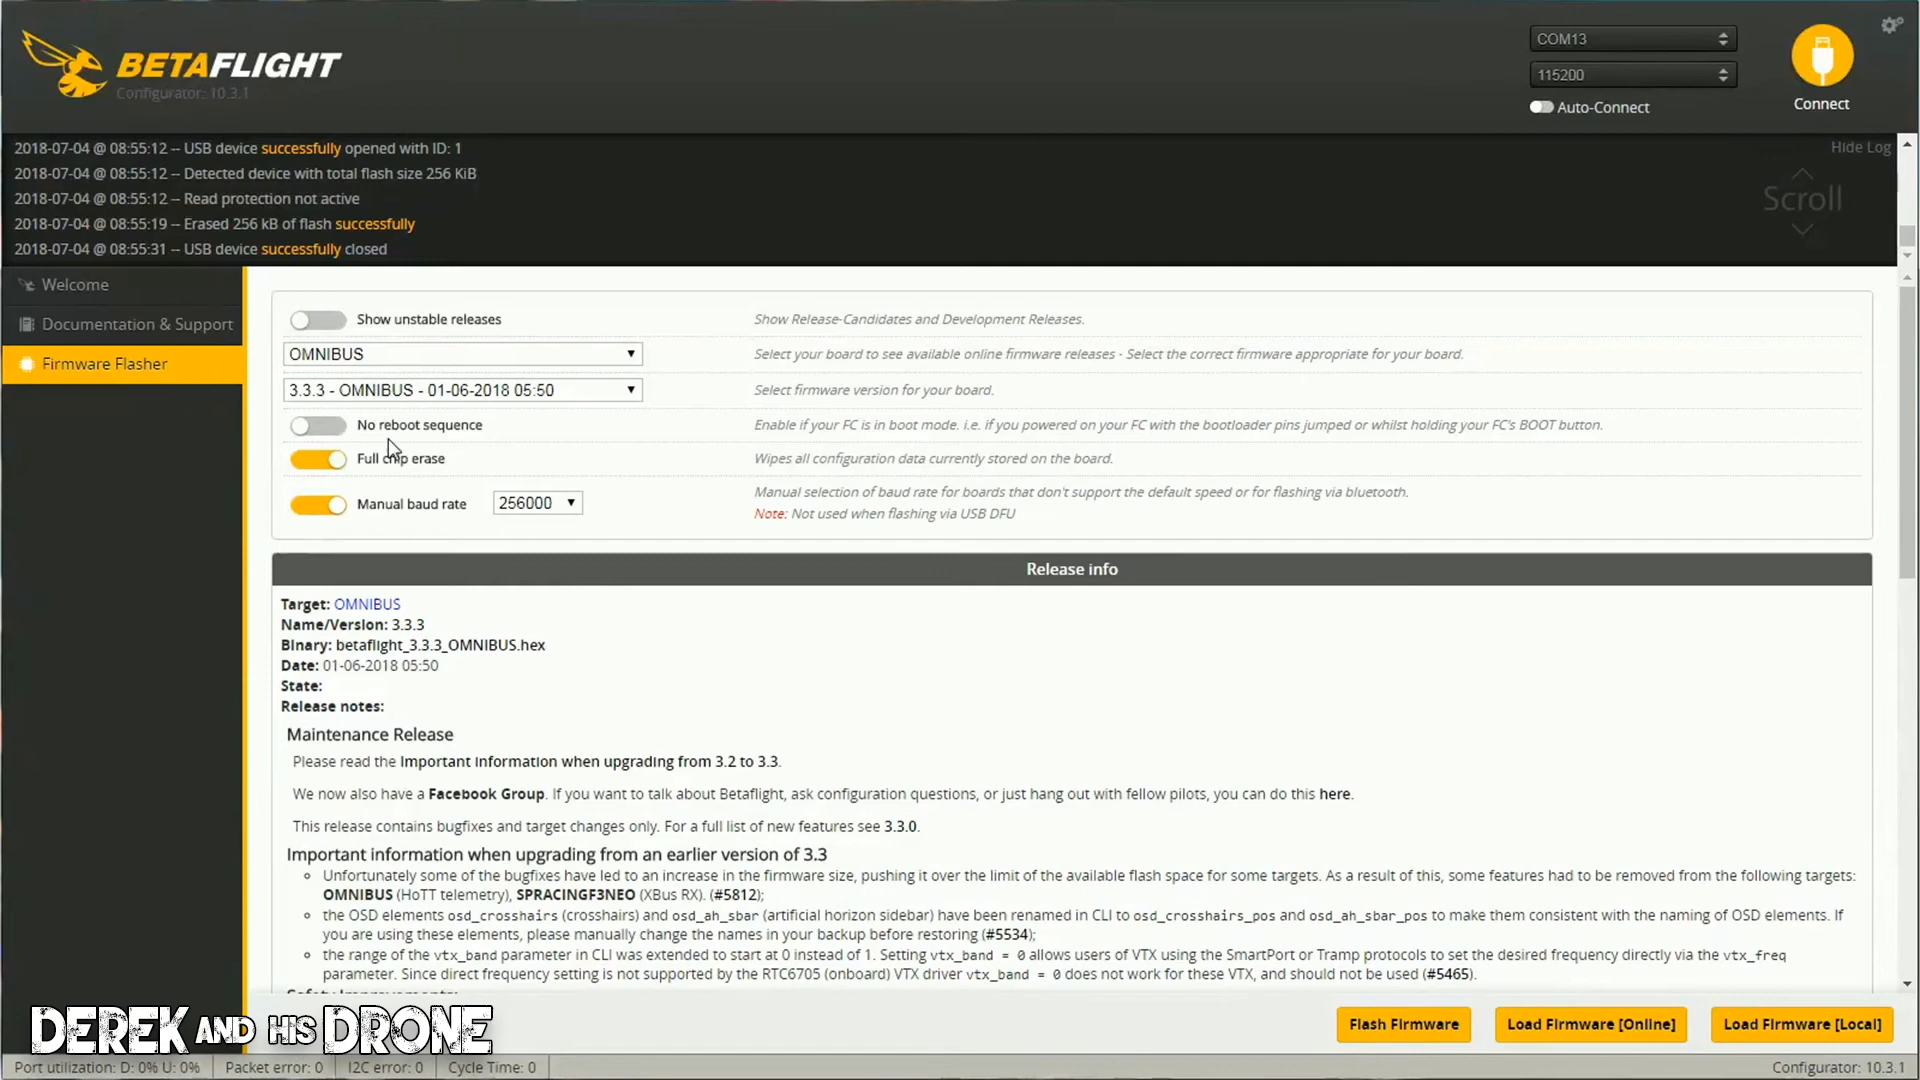 BETAFLIGHT
Configurator: 10.3.1
COM13
115200
Auto-Connect
Connect
2018-07-04 @ 08:55:12 -- USB device successfully opened with ID: 1
2018-07-04 @ 08:55:12 -- Detected device with total flash size 256 KiB
2018-07-04 @ 08:55:12 -- Read protection not active
2018-07-04 @ 08:55:19 -- Erased 256 kB of flash successfully
2018-07-04 @ 08:55:31 -- USB device successfully closed
Hide Log
Scroll
Welcome
Documentation & Support
Firmware Flasher
Show unstable releases
Show Release-Candidates and Development Releases.
OMNIBUS
Select your board to see available online firmware releases - Select the correct firmware appropriate for your board.
3.3.3 - OMNIBUS - 01-06-2018 05:50
Select firmware version for your board.
No reboot sequence
Enable if your FC is in boot mode. i.e. if you powered on your FC with the bootloader pins jumped or whilst holding your FC's BOOT button.
Full chip erase
Wipes all configuration data currently stored on the board.
Manual baud rate
256000
Manual selection of baud rate for boards that don't support the default speed or for flashing via bluetooth.
Note: Not used when flashing via USB DFU
Release info
Target: OMNIBUS
Name/Version: 3.3.3
Binary: betaflight_3.3.3_OMNIBUS.hex
Date: 01-06-2018 05:50
State:
Release notes:
Maintenance Release
Please read the Important Information when upgrading from 3.2 to 3.3.
We now also have a Facebook Group. If you want to talk about Betaflight, ask configuration questions, or just hang out with fellow pilots, you can do this here.
This release contains bugfixes and target changes only. For a full list of new features see 3.3.0.
Important information when upgrading from an earlier version of 3.3
Unfortunately some of the bugfixes have led to an increase in the firmware size, pushing it over the limit of the available flash space for some targets. As a result of this, some features had to be removed from the following targets:
OMNIBUS (HoTT telemetry), SPRACINGF3NEO (XBus RX). (#5812);
the OSD elements osd_crosshairs (crosshairs) and osd_ah_sbar (artificial horizon sidebar) have been renamed in CLI to osd_crosshairs_pos and osd_ah_sbar_pos to make them consistent with the naming of OSD elements. If
you are using these elements, please manually change the names in your backup before restoring (#5534);
the range of the vtx_band parameter in CLI was extended to start at 0 instead of 1. Setting vtx_band = 0 allows users of VTX using the SmartPort or Tramp protocols to set the desired frequency directly via the vtx_freq
parameter. Since direct frequency setting is not supported by the RTC6705 (onboard) VTX driver vtx_band = 0 does not work for these VTX, and should not be used (#5465).
DEREK AND HIS DRONE
Flash Firmware
Load Firmware [Online]
Load Firmware [Local]
Port utilization: D: 0% U: 0%
Packet error: 0
I2C error: 0
Cycle Time: 0
Configurator: 10.3.1